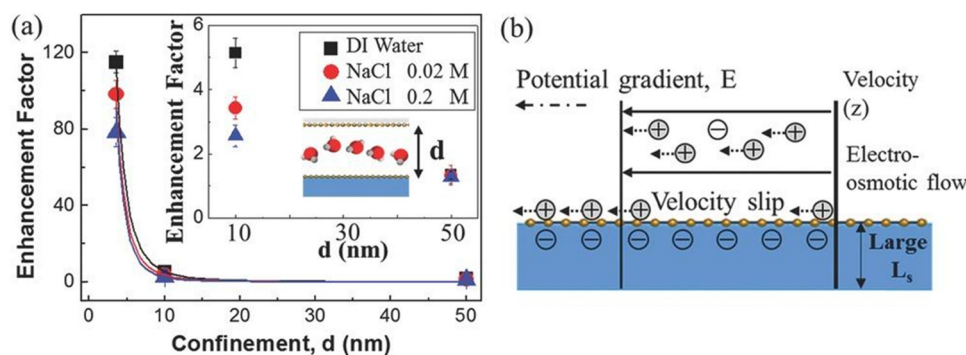 (a)
Enhancement Factor
120
80
40
0
0
10
20
30
40
50
Confinement, d (nm)
Enhancement Factor
6
4
2
0
10
30
50
d (nm)
DI Water
NaCl 0.02 M
NaCl 0.2 M
d
(b)
Potential gradient, E
Velocity
(z)
Electro-
osmotic flow
Velocity slip
Large
Ls
+ − +
+ +
+ + + +
− − − − − − −